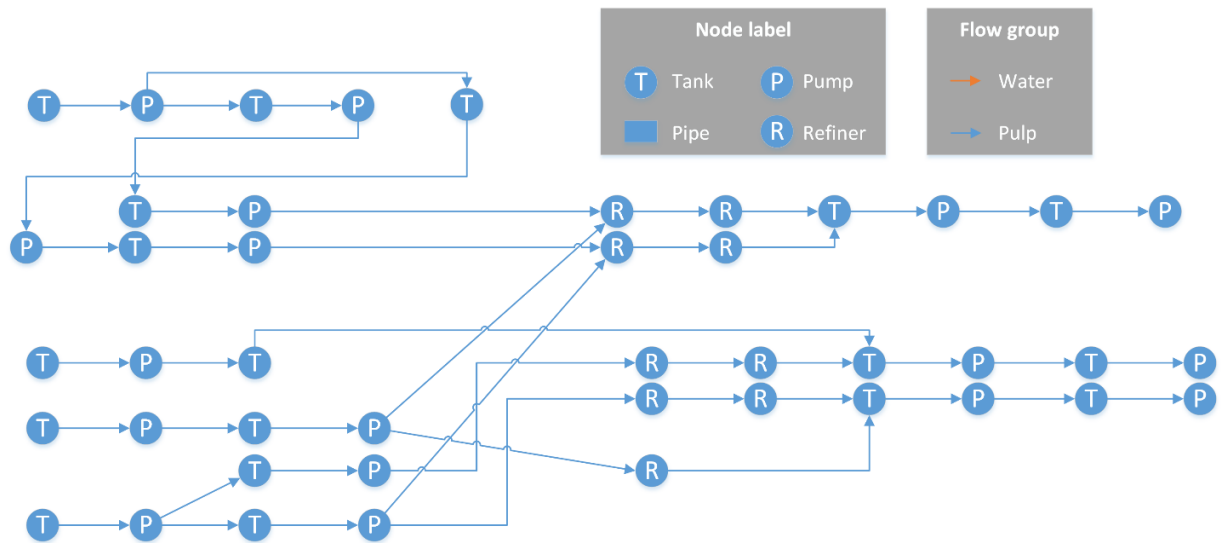 Node label
T Tank
P Pump
Pipe
R Refiner
Flow group
Water
Pulp
T P T P T
T P R R T P T P
P T P R R
T P T R R T P T P
R R T P T P
T P T P
T P R
T P T P